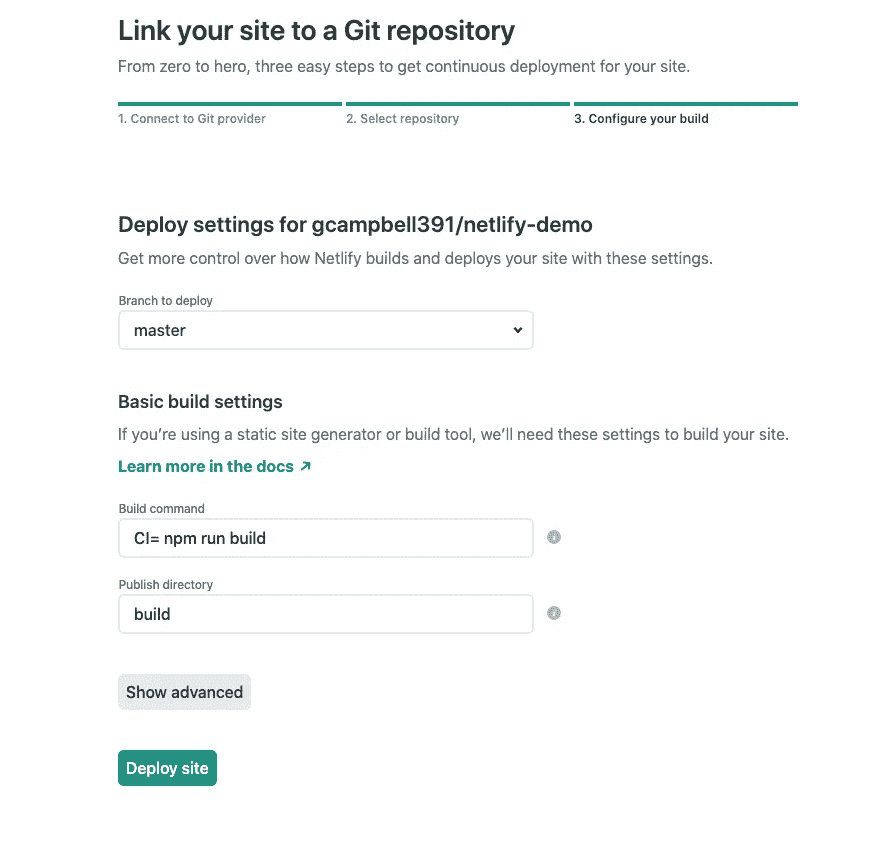 Link your site to a Git repository
From zero to hero, three easy steps to get continuous deployment for your site.
1. Connect to Git provider
2. Select repository
3. Configure your build
Deploy settings for gcampbell391/netlify-demo
Get more control over how Netlify builds and deploys your site with these settings.
Branch to deploy
master
Basic build settings
If you’re using a static site generator or build tool, we’ll need these settings to build your site.
Learn more in the docs ↗
Build command
CI= npm run build
Publish directory
build
Show advanced
Deploy site